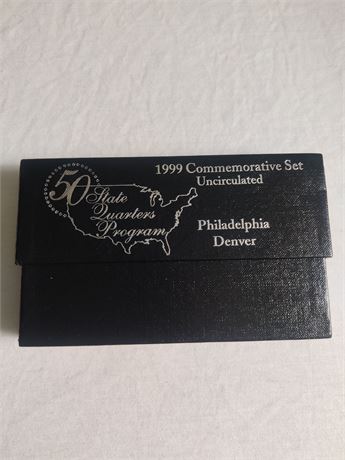 50
State
Quarters
Program
1999 Commemorative Set
Uncirculated
Philadelphia
Denver